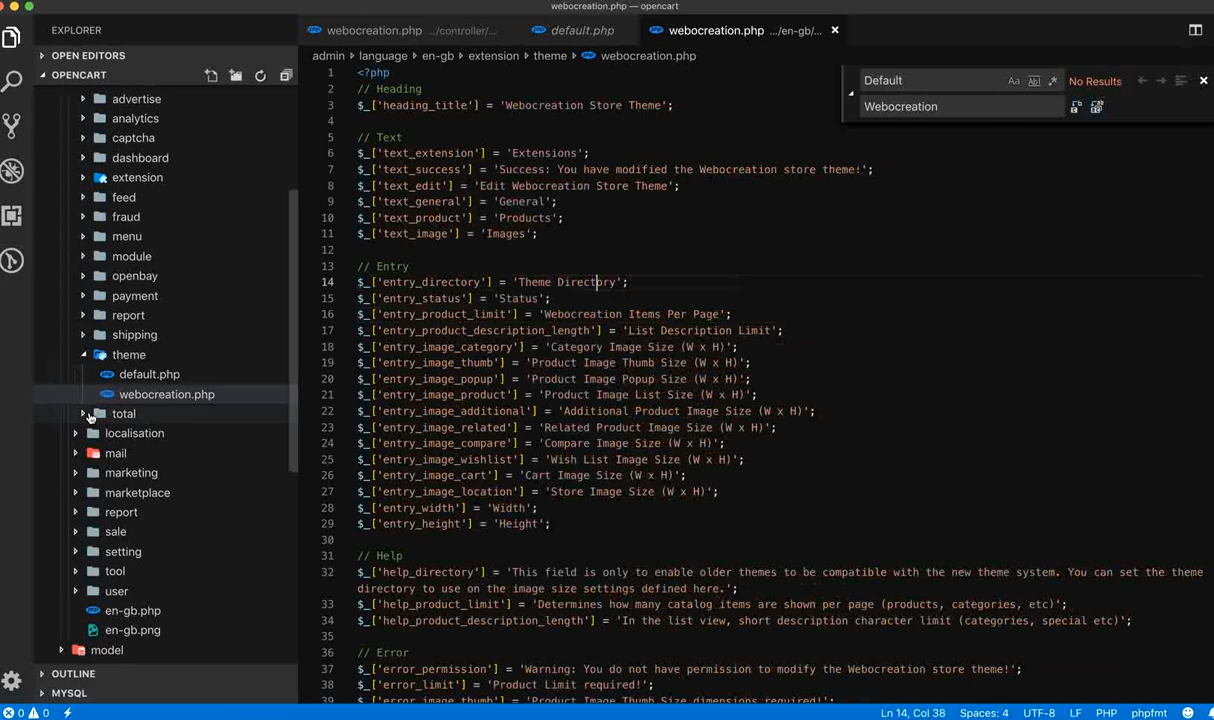 webocreation.php — opencart
EXPLORER
webocreation.php .../controller/...
default.php
webocreation.php .../en-gb/...
OPEN EDITORS
admin language en-gb extension theme webocreation.php
OPENCART
advertise
analytics
captcha
dashboard
extension
feed
fraud
menu
module
openbay
payment
report
shipping
theme
default.php
webocreation.php
total
localisation
mail
marketing
marketplace
report
sale
setting
tool
user
en-gb.php
en-gb.png
model
OUTLINE
MYSQL
Default
Aa Abl .* No Results
Webocreation
1 <?php
2 // Heading
3 $_['heading_title'] = 'Webocreation Store Theme';
4
5 // Text
6 $_['text_extension'] = 'Extensions';
7 $_['text_success'] = 'Success: You have modified the Webocreation store theme!';
8 $_['text_edit'] = 'Edit Webocreation Store Theme';
9 $_['text_general'] = 'General';
10 $_['text_product'] = 'Products';
11 $_['text_image'] = 'Images';
12
13 // Entry
14 $_['entry_directory'] = 'Theme Directory';
15 $_['entry_status'] = 'Status';
16 $_['entry_product_limit'] = 'Webocreation Items Per Page';
17 $_['entry_product_description_length'] = 'List Description Limit';
18 $_['entry_image_category'] = 'Category Image Size (W x H)';
19 $_['entry_image_thumb'] = 'Product Image Thumb Size (W x H)';
20 $_['entry_image_popup'] = 'Product Image Popup Size (W x H)';
21 $_['entry_image_product'] = 'Product Image List Size (W x H)';
22 $_['entry_image_additional'] = 'Additional Product Image Size (W x H)';
23 $_['entry_image_related'] = 'Related Product Image Size (W x H)';
24 $_['entry_image_compare'] = 'Compare Image Size (W x H)';
25 $_['entry_image_wishlist'] = 'Wish List Image Size (W x H)';
26 $_['entry_image_cart'] = 'Cart Image Size (W x H)';
27 $_['entry_image_location'] = 'Store Image Size (W x H)';
28 $_['entry_width'] = 'Width';
29 $_['entry_height'] = 'Height';
30
31 // Help
32 $_['help_directory'] = 'This field is only to enable older themes to be compatible with the new theme system. You can set the theme
directory to use on the image size settings defined here.';
33 $_['help_product_limit'] = 'Determines how many catalog items are shown per page (products, categories, etc)';
34 $_['help_product_description_length'] = 'In the list view, short description character limit (categories, special etc)';
35
36 // Error
37 $_['error_permission'] = 'Warning: You do not have permission to modify the Webocreation store theme!';
38 $_['error_limit'] = 'Product Limit required!';
39 $_['error_image_thumb'] = 'Product Image Thumb Size dimensions required!';
0 0
Ln 14, Col 38 Spaces: 4 UTF-8 LF PHP phpfmt